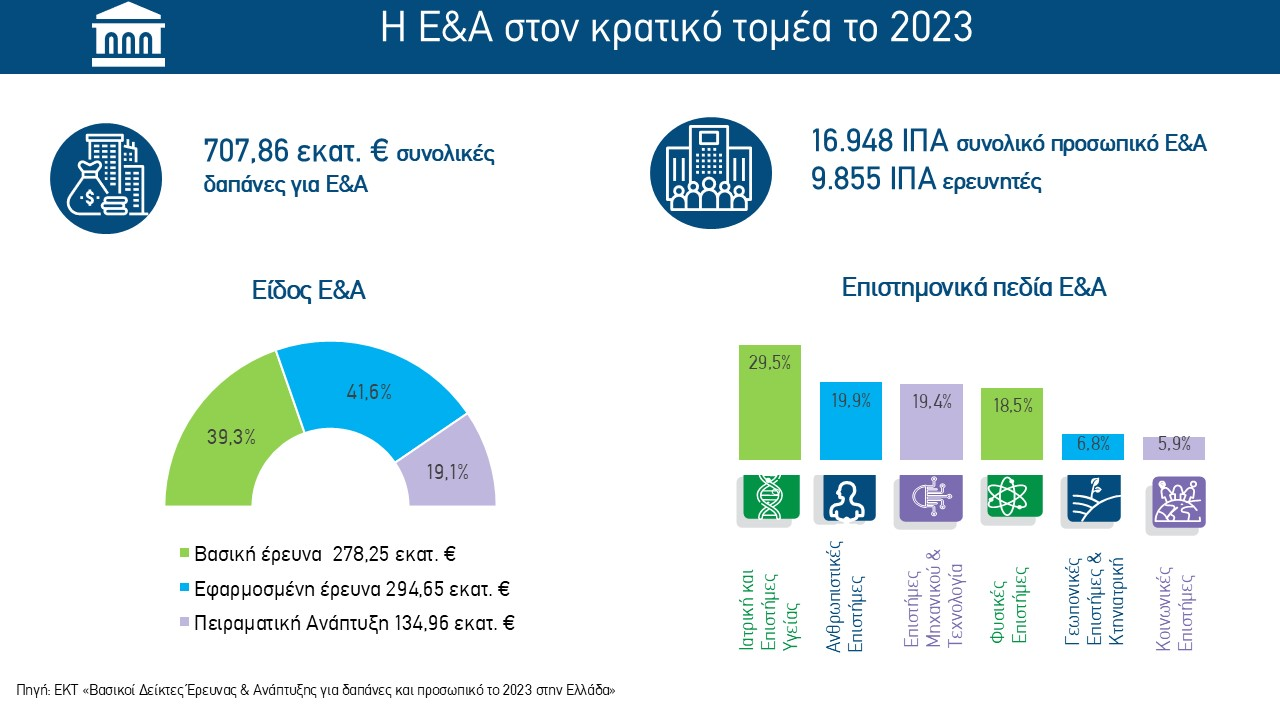 Η Ε&Α στον κρατικό τομέα το 2023
707,86 εκατ. € συνολικές
δαπάνες για Ε&Α
16.948 ΙΠΑ συνολικό προσωπικό Ε&Α
9.855 ΙΠΑ ερευνητές
Είδος Ε&Α
39,3%
41,6%
19,1%
Βασική έρευνα 278,25 εκατ. €
Εφαρμοσμένη έρευνα 294,65 εκατ. €
Πειραματική Ανάπτυξη 134,96 εκατ. €
Επιστημονικά πεδία Ε&Α
29,5%
19,9%
19,4%
18,5%
6,8%
5,9%
Ιατρική και
Επιστήμες
Υγείας
Ανθρωπιστικές
Επιστήμες
Επιστήμες
Μηχανικού &
Τεχνολογία
Φυσικές
Επιστήμες
Γεωπονικές
Επιστήμες &
Κτηνιατρική
Κοινωνικές
Επιστήμες
Πηγή: ΕΚΤ «Βασικοί Δείκτες Έρευνας & Ανάπτυξης για δαπάνες και προσωπικό το 2023 στην Ελλάδα»